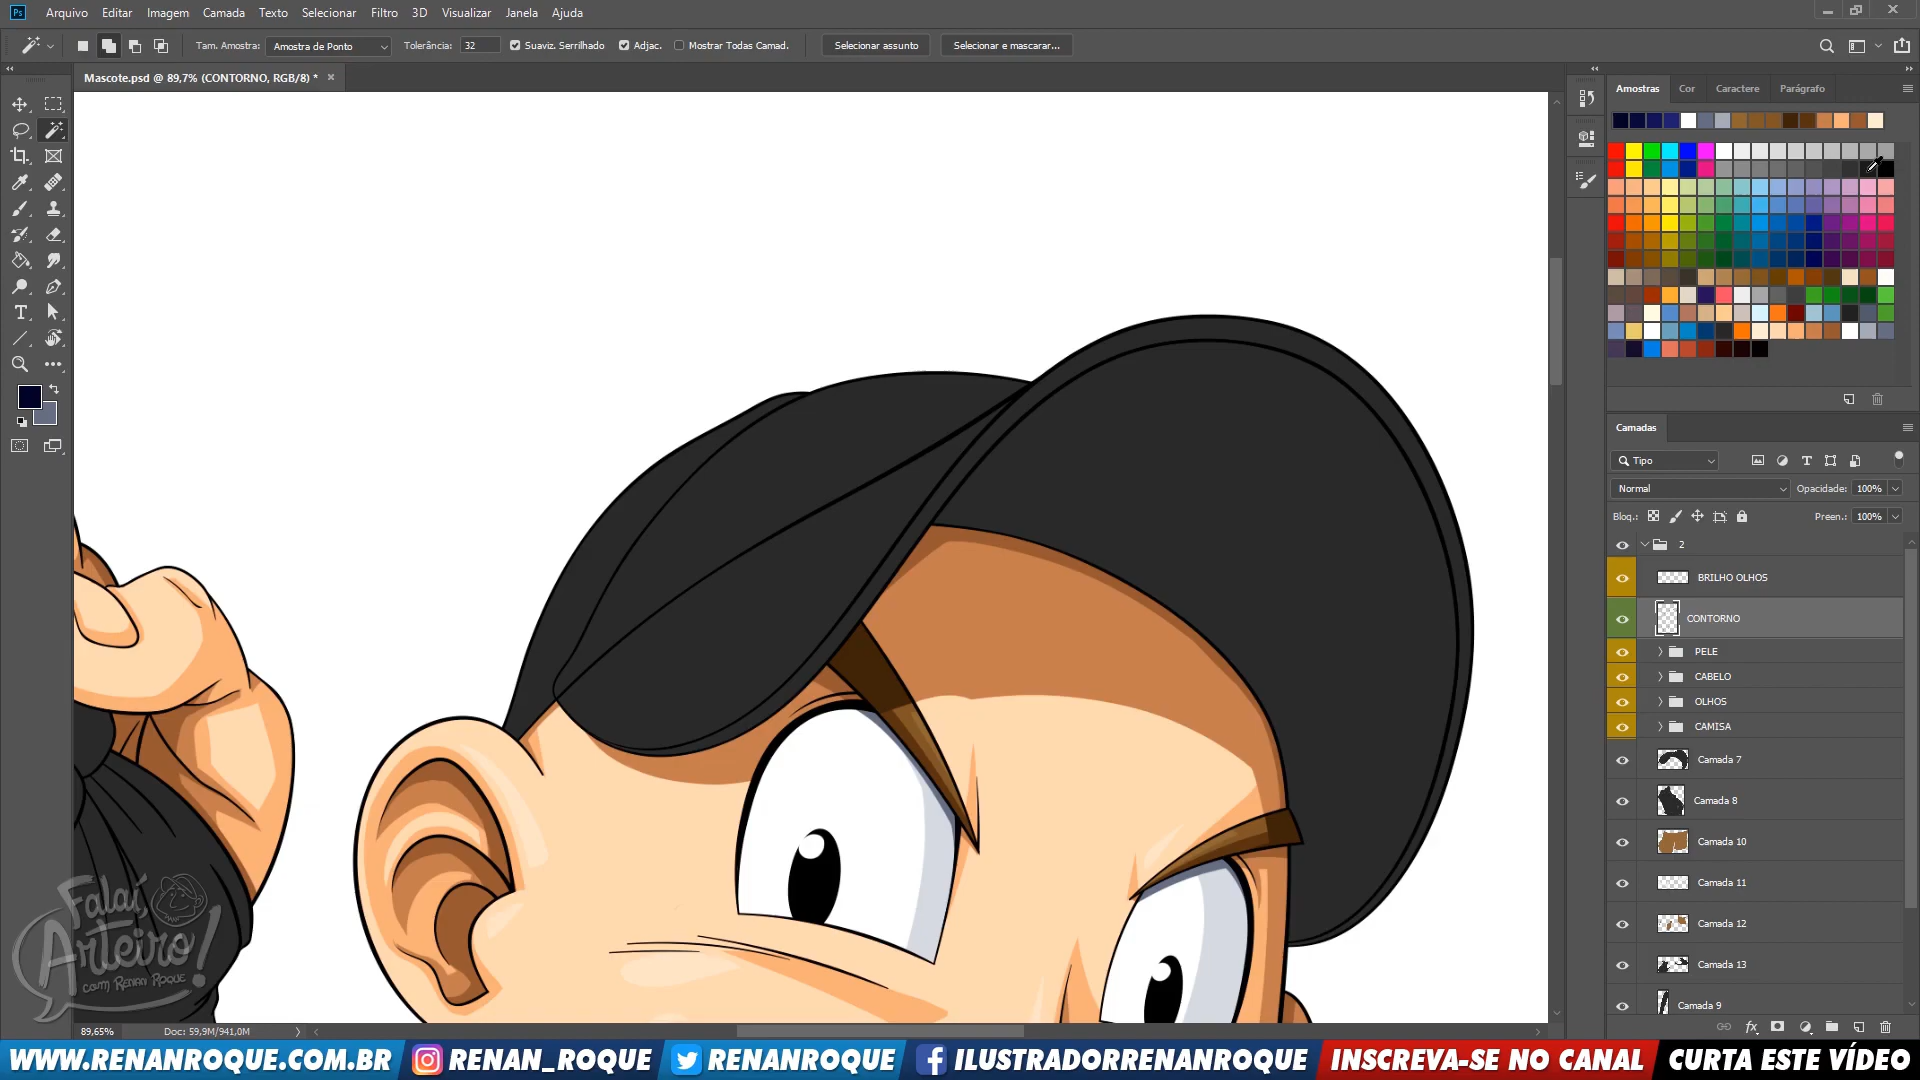 Ps Arquivo Editar Imagem Camada Texto Selecionar Filtro 3D Visualizar Janela Ajuda
Tam. Amostra: Amostra de Ponto Tolerância: 32 Suaviz. Serrilhado Adjac. Mostrar Todas Camad. Selecionar assunto Selecionar e mascarar...
Mascote.psd @ 89,7% (CONTORNO, RGB/8) *
Amostras Cor Caractere Parágrafo
Camadas
Tipo
Normal Opacidade: 100%
Bloq.: Preen.: 100%
2
BRILHO OLHOS
CONTORNO
PELE
CABELO
OLHOS
CAMISA
Camada 7
Camada 8
Camada 10
Camada 11
Camada 12
Camada 13
Camada 9
Falaí,
Arteiro!
COM RENAN ROQUE
89,65% Doc: 59,9M/941,0M
WWW.RENANROQUE.COM.BR RENAN_ROQUE RENANROQUE ILUSTRADORRENANROQUE INSCREVA-SE NO CANAL CURTA ESTE VÍDEO